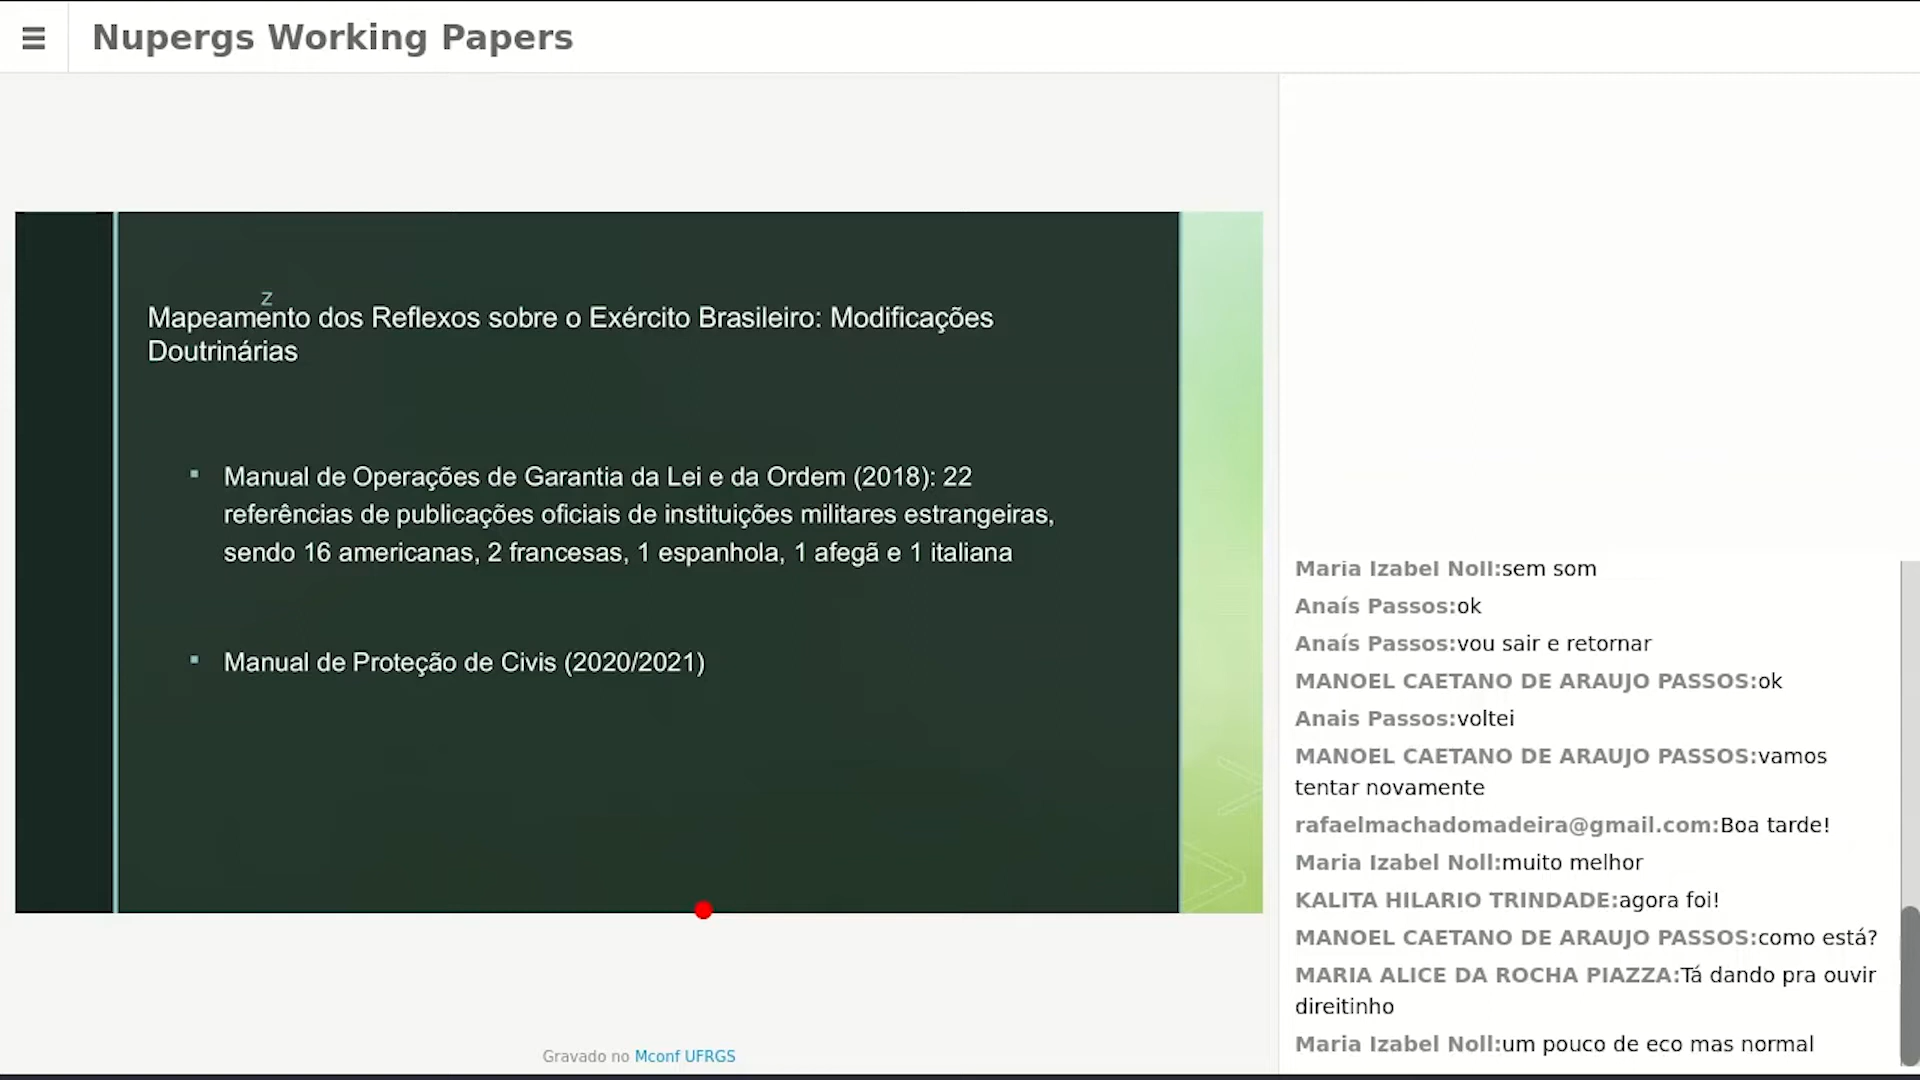 Nupergs Working Papers
z
Mapeamento dos Reflexos sobre o Exército Brasileiro: Modificações
Doutrinárias
Manual de Operações de Garantia da Lei e da Ordem (2018): 22
referências de publicações oficiais de instituições militares estrangeiras,
sendo 16 americanas, 2 francesas, 1 espanhola, 1 afegã e 1 italiana
Manual de Proteção de Civis (2020/2021)
Gravado no Mconf UFRGS
Maria Izabel Noll:sem som
Anaís Passos:ok
Anaís Passos:vou sair e retornar
MANOEL CAETANO DE ARAUJO PASSOS:ok
Anais Passos:voltei
MANOEL CAETANO DE ARAUJO PASSOS:vamos
tentar novamente
rafaelmachadomadeira@gmail.com:Boa tarde!
Maria Izabel Noll:muito melhor
KALITA HILARIO TRINDADE:agora foi!
MANOEL CAETANO DE ARAUJO PASSOS:como está?
MARIA ALICE DA ROCHA PIAZZA:Tá dando pra ouvir
direitinho
Maria Izabel Noll:um pouco de eco mas normal